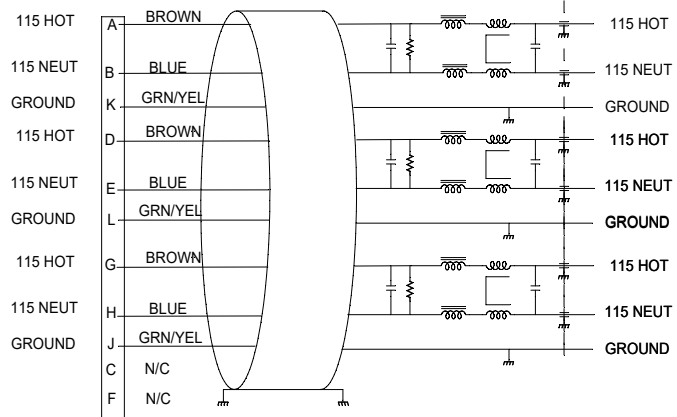 115 HOT A BROWN 115 HOT
115 NEUT B BLUE 115 NEUT
GROUND K GRN/YEL GROUND
115 HOT D BROWN 115 HOT
115 NEUT E BLUE 115 NEUT
GROUND L GRN/YEL GROUND
115 HOT G BROWN 115 HOT
115 NEUT H BLUE 115 NEUT
GROUND J GRN/YEL GROUND
C N/C
F N/C